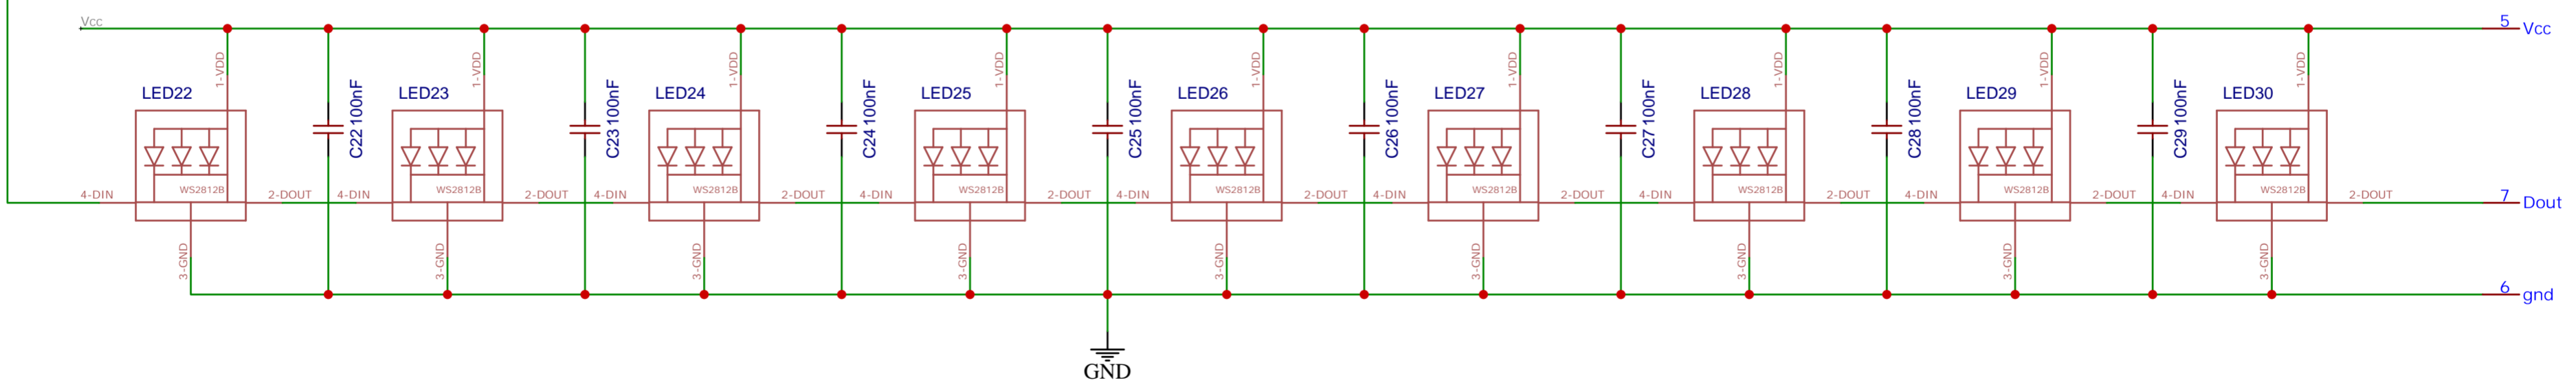 Vcc
5 Vcc
1-VDD 1-VDD 1-VDD 1-VDD 1-VDD 1-VDD 1-VDD 1-VDD 1-VDD
LED22 C22 100nF LED23 C23 100nF LED24 C24 100nF LED25 C25 100nF LED26 C26 100nF LED27 C27 100nF LED28 C28 100nF LED29 C29 100nF LED30
WS2812B WS2812B WS2812B WS2812B WS2812B WS2812B WS2812B WS2812B WS2812B
4-DIN 2-DOUT 4-DIN 2-DOUT 4-DIN 2-DOUT 4-DIN 2-DOUT 4-DIN 2-DOUT 4-DIN 2-DOUT 4-DIN 2-DOUT 4-DIN 2-DOUT 4-DIN 2-DOUT 7 Dout
3-GND 3-GND 3-GND 3-GND 3-GND 3-GND 3-GND 3-GND 3-GND
6 gnd
GND